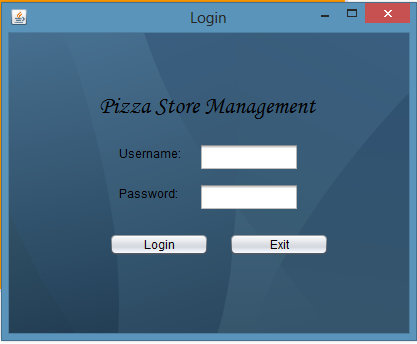 Login
Pizza Store Management
Username:
Password:
Login Exit